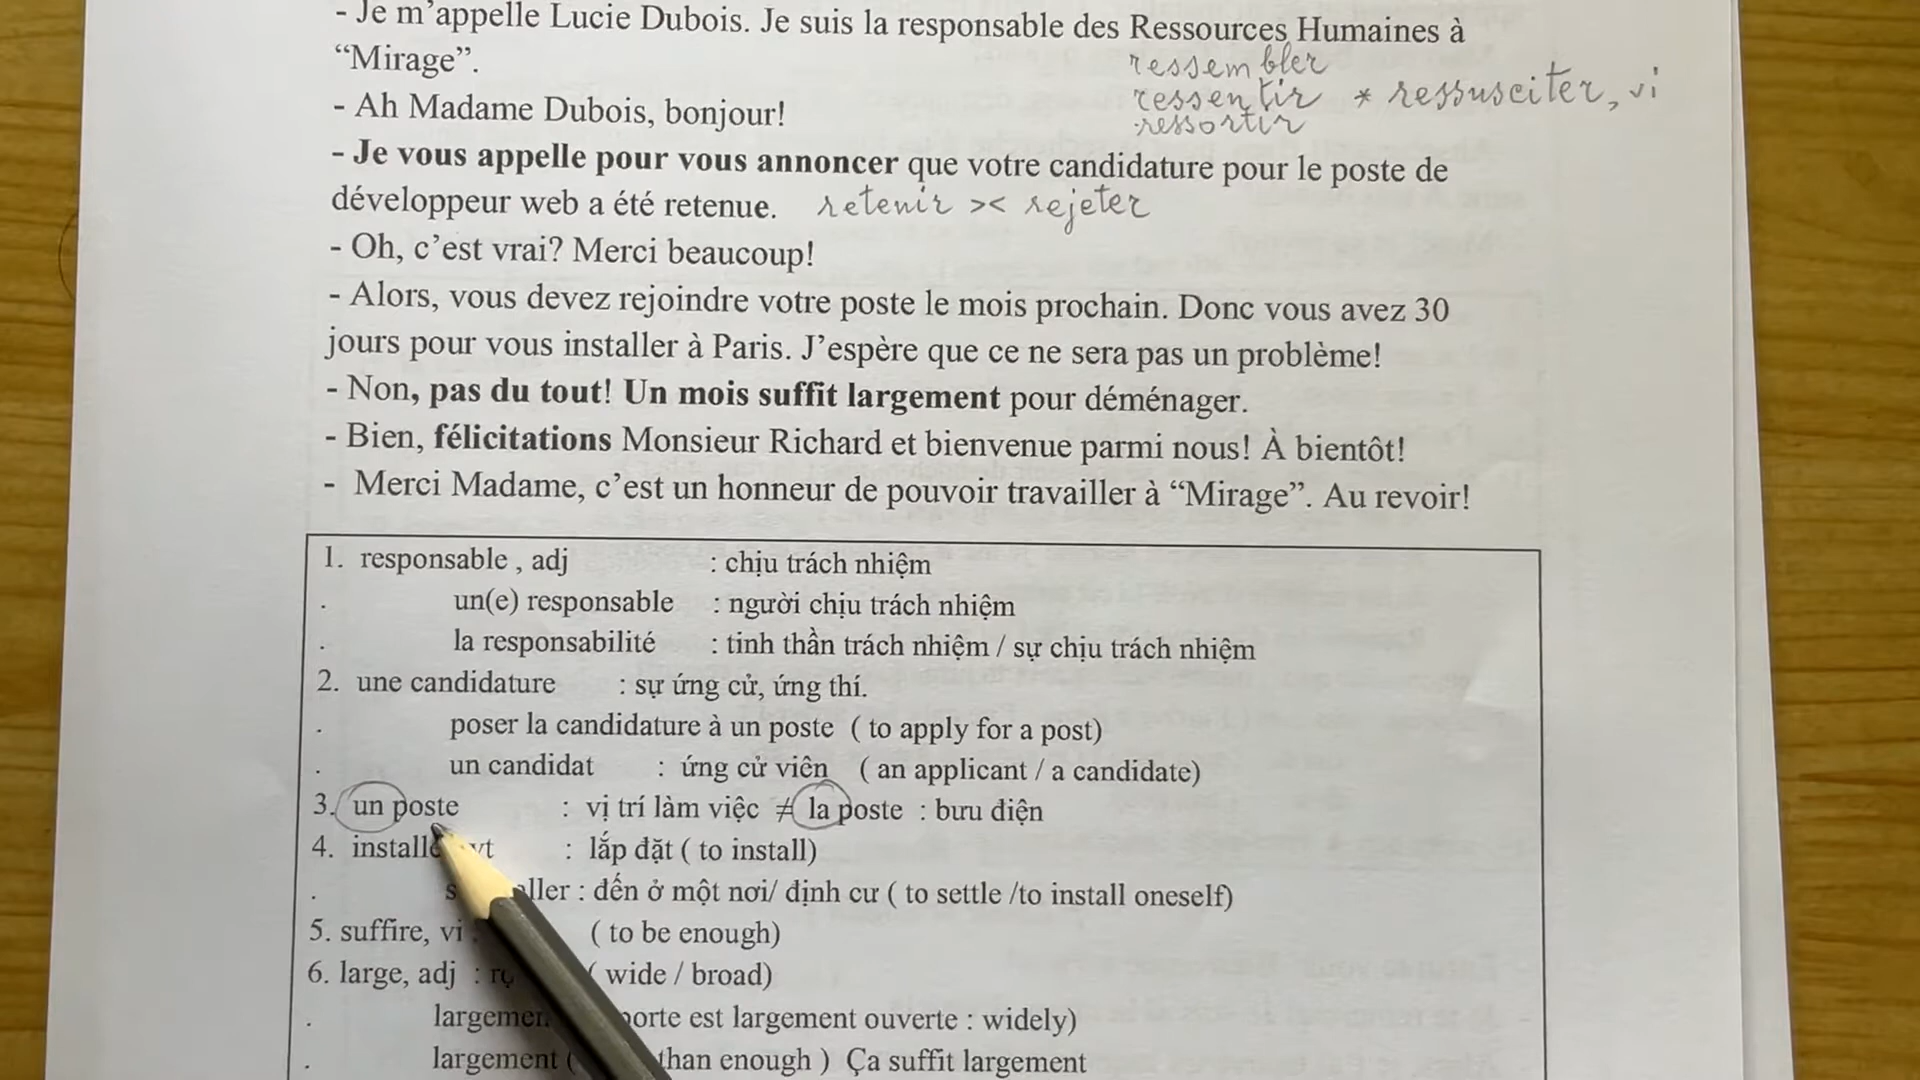 - Je m'appelle Lucie Dubois. Je suis la responsable des Ressources Humaines à
“Mirage”.
ressembler
ressentir * ressusciter, vi
ressortir
- Ah Madame Dubois, bonjour!
- Je vous appelle pour vous annoncer que votre candidature pour le poste de
développeur web a été retenue. retenir >< rejeter
- Oh, c'est vrai? Merci beaucoup!
- Alors, vous devez rejoindre votre poste le mois prochain. Donc vous avez 30
jours pour vous installer à Paris. J'espère que ce ne sera pas un problème!
- Non, pas du tout! Un mois suffit largement pour déménager.
- Bien, félicitations Monsieur Richard et bienvenue parmi nous! À bientôt!
- Merci Madame, c'est un honneur de pouvoir travailler à “Mirage”. Au revoir!
1. responsable , adj : chịu trách nhiệm
. un(e) responsable : người chịu trách nhiệm
. la responsabilité : tinh thần trách nhiệm / sự chịu trách nhiệm
2. une candidature : sự ứng cử, ứng thí.
. poser la candidature à un poste ( to apply for a post)
. un candidat : ứng cử viên ( an applicant / a candidate)
3. un poste : vị trí làm việc ≠ la poste : bưu điện
4. vt : lắp đặt ( to install)
. : đến ở một nơi/ định cư ( to settle /to install oneself)
5. suffire, vi : ( to be enough)
6. large, adj : ( wide / broad)
. est largement ouverte : widely)
. largement ( than enough ) Ça suffit largement